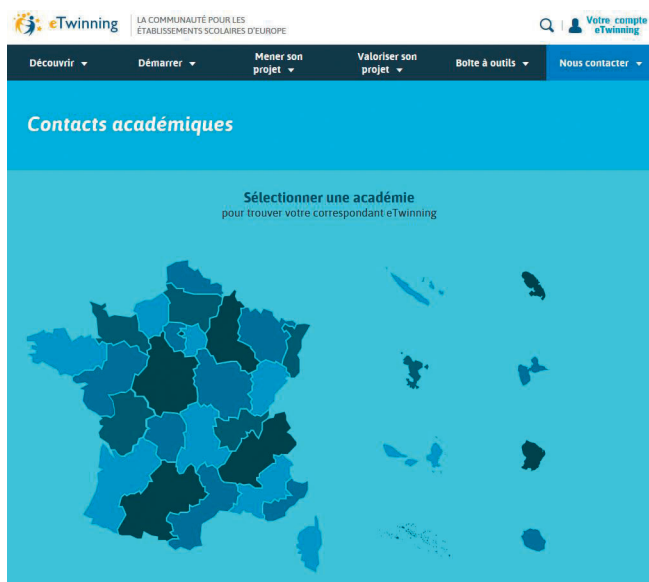 eTwinning
LA COMMUNAUTÉ POUR LES
ÉTABLISSEMENTS SCOLAIRES D'EUROPE
Votre compte
eTwinning
Découvrir
Démarrer
Mener son
projet
Valoriser son
projet
Boîte à outils
Nous contacter
Contacts académiques
Sélectionner une académie
pour trouver votre correspondant eTwinning